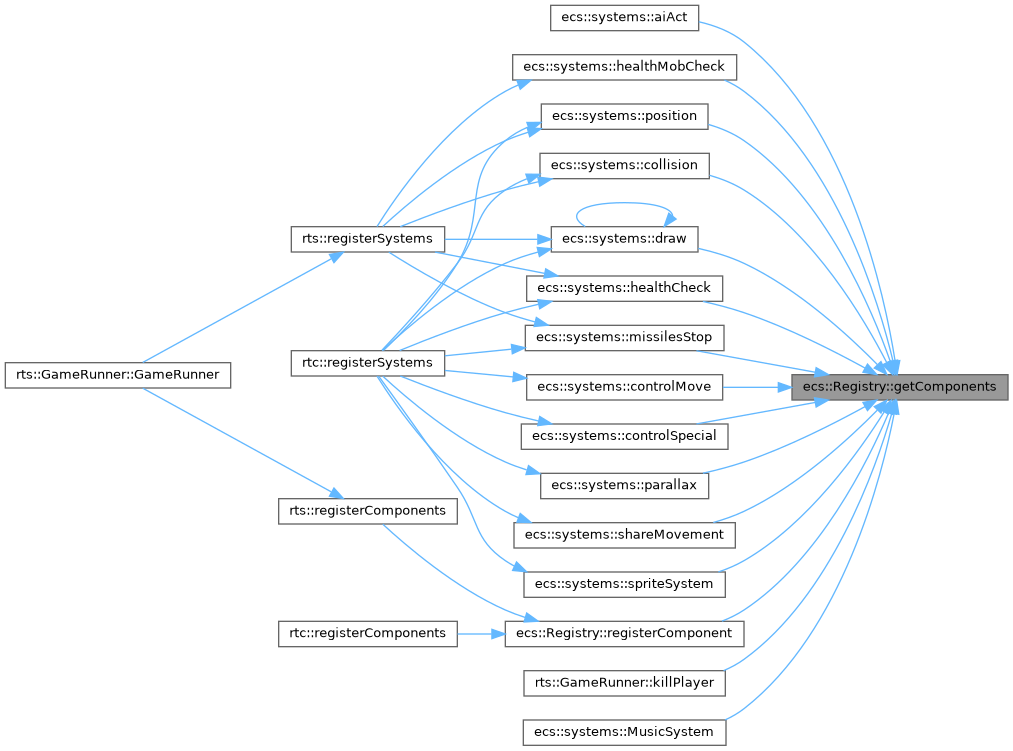 ecs::systems::aiAct
ecs::systems::healthMobCheck
ecs::systems::position
ecs::systems::collision
rts::registerSystems
ecs::systems::draw
ecs::systems::healthCheck
ecs::systems::missilesStop
rtc::registerSystems
rts::GameRunner::GameRunner
ecs::systems::controlMove
ecs::Registry::getComponents
ecs::systems::controlSpecial
ecs::systems::parallax
rts::registerComponents
ecs::systems::shareMovement
ecs::systems::spriteSystem
rtc::registerComponents
ecs::Registry::registerComponent
rts::GameRunner::killPlayer
ecs::systems::MusicSystem